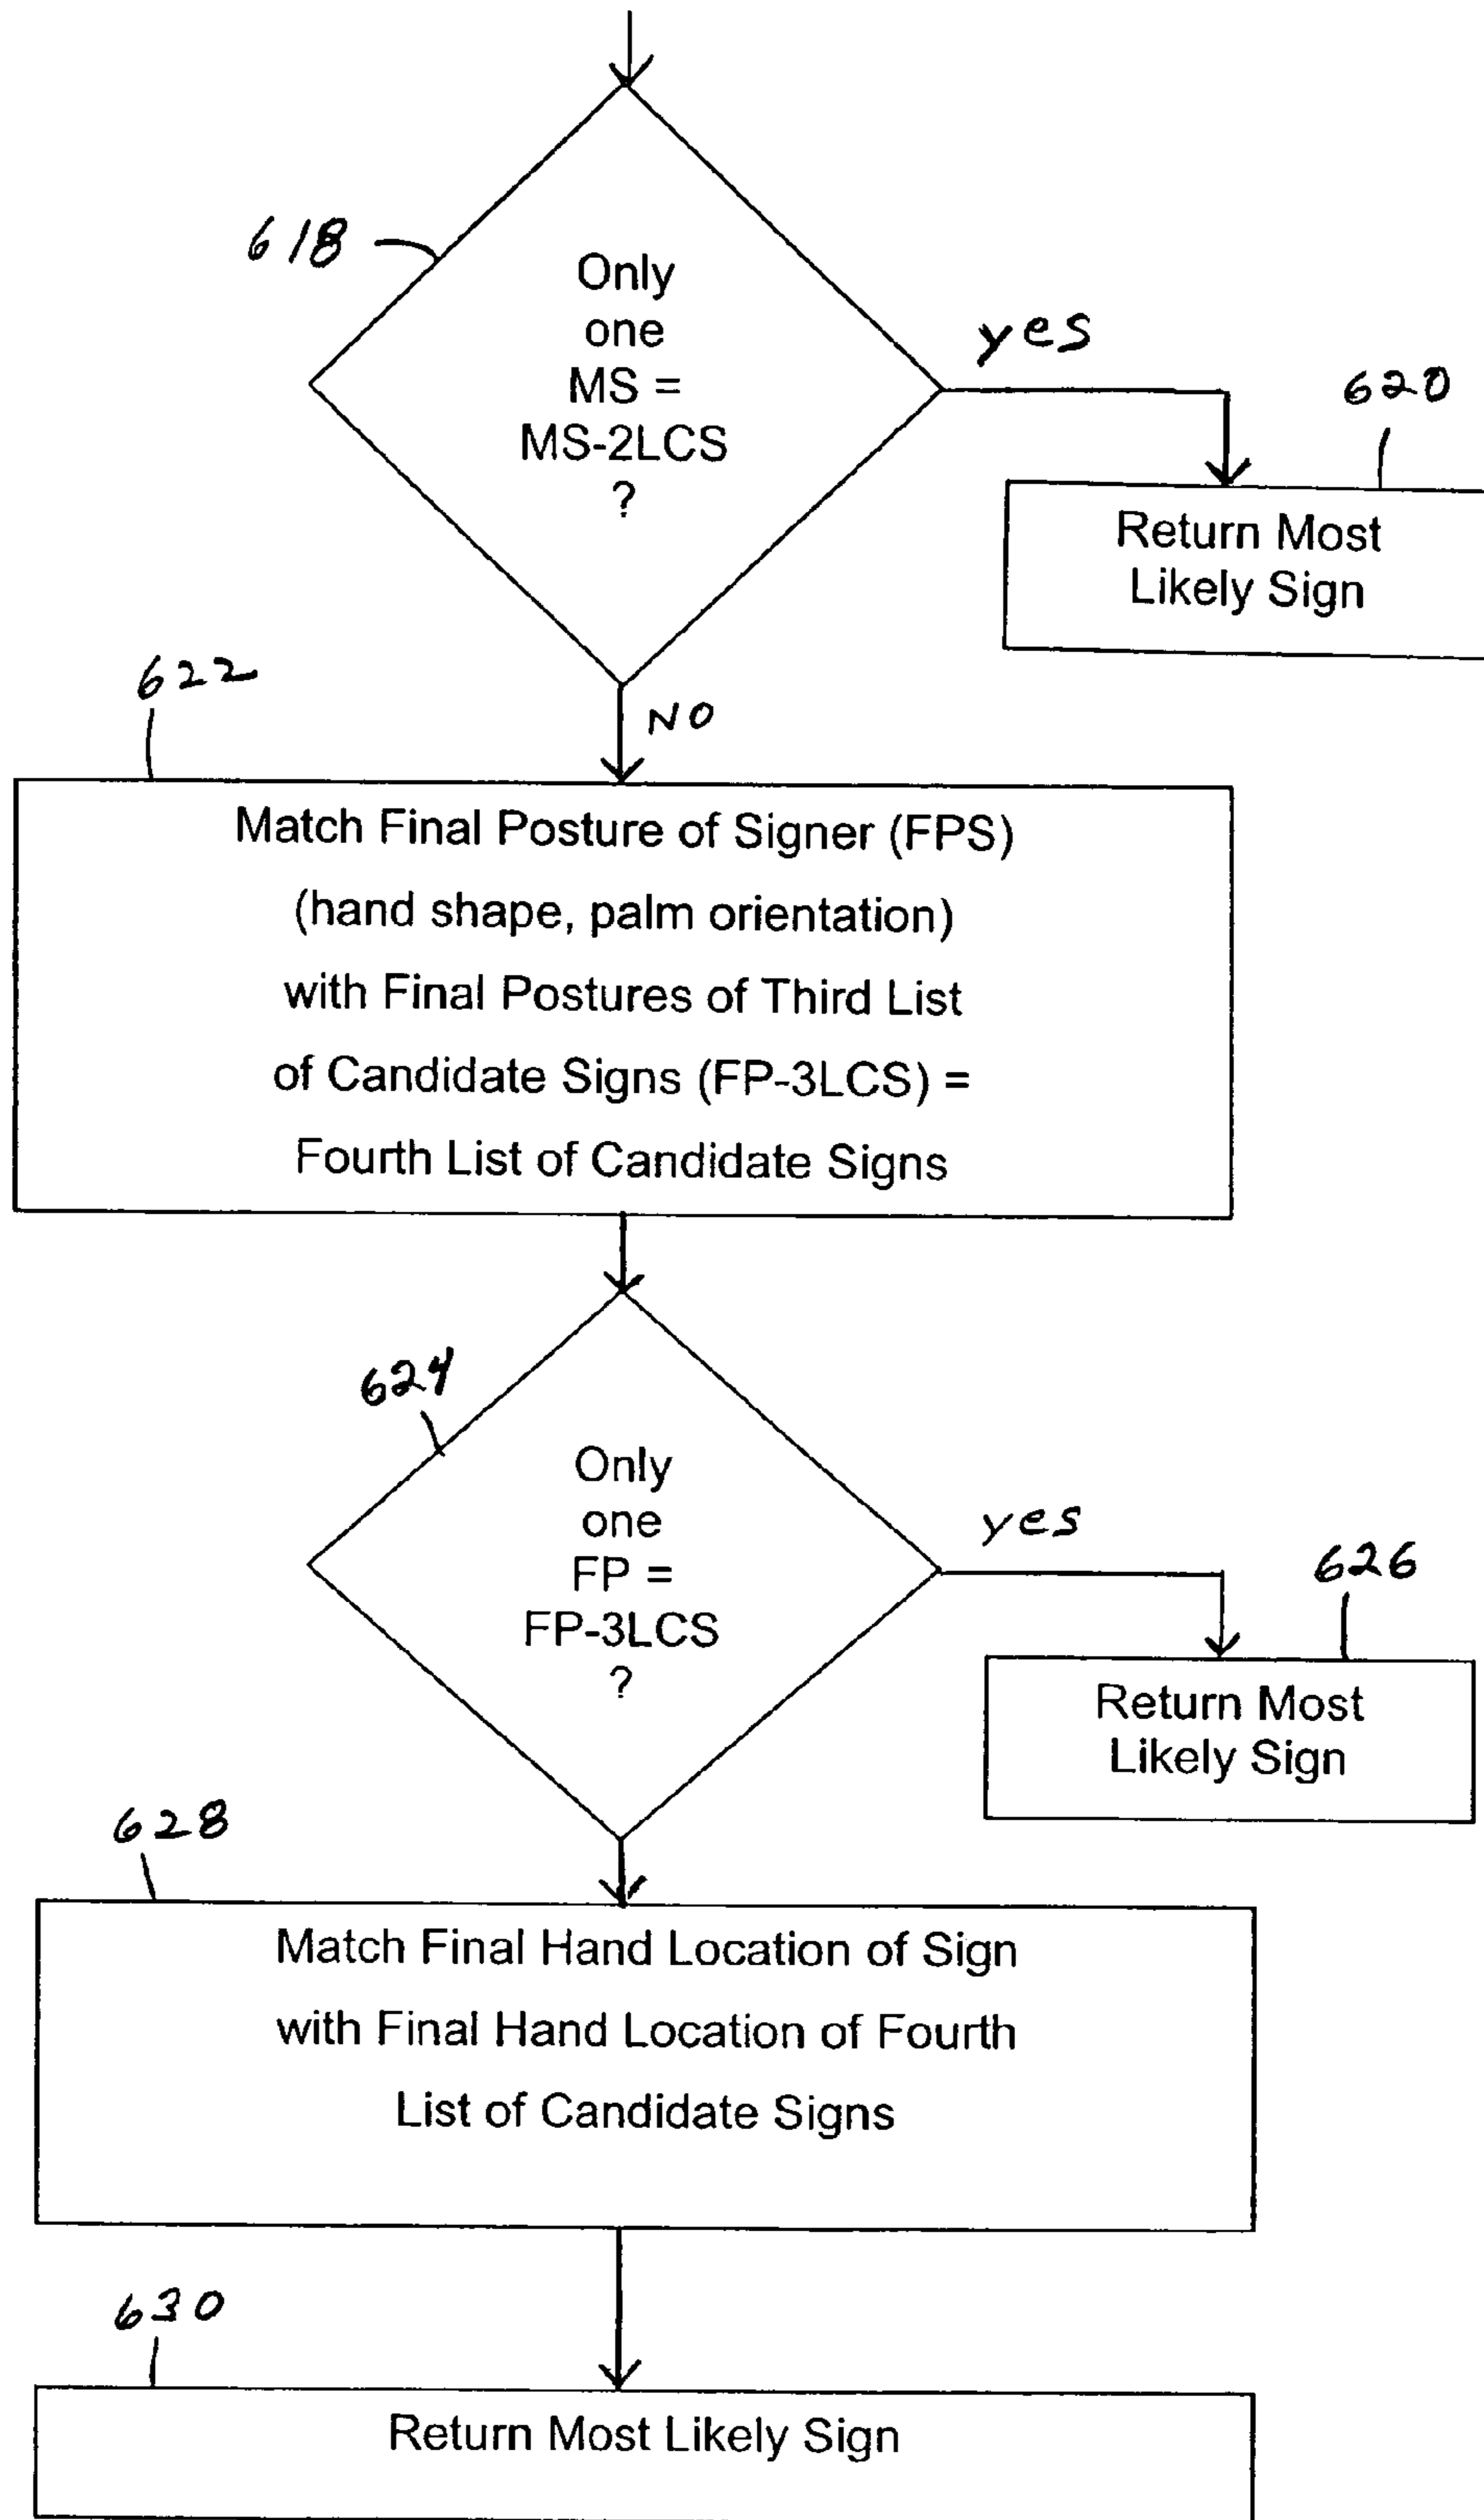 618
Only
one
MS =
MS-2LCS
?
yes
620
Return Most
Likely Sign
622
NO
Match Final Posture of Signer (FPS)
(hand shape, palm orientation)
with Final Postures of Third List
of Candidate Signs (FP-3LCS) =
Fourth List of Candidate Signs
624
Only
one
FP =
FP-3LCS
?
yes
626
Return Most
Likely Sign
628
Match Final Hand Location of Sign
with Final Hand Location of Fourth
List of Candidate Signs
630
Return Most Likely Sign